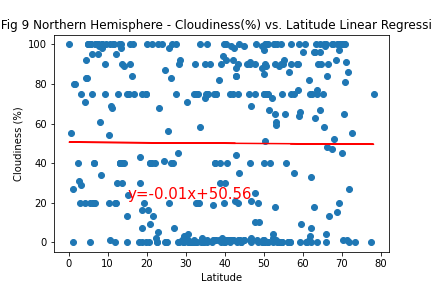 Fig 9 Northern Hemisphere - Cloudiness(%) vs. Latitude Linear Regressi
100
80
60
40
20
0
Cloudiness (%)
y=-0.01x+50.56
0 10 20 30 40 50 60 70 80
Latitude